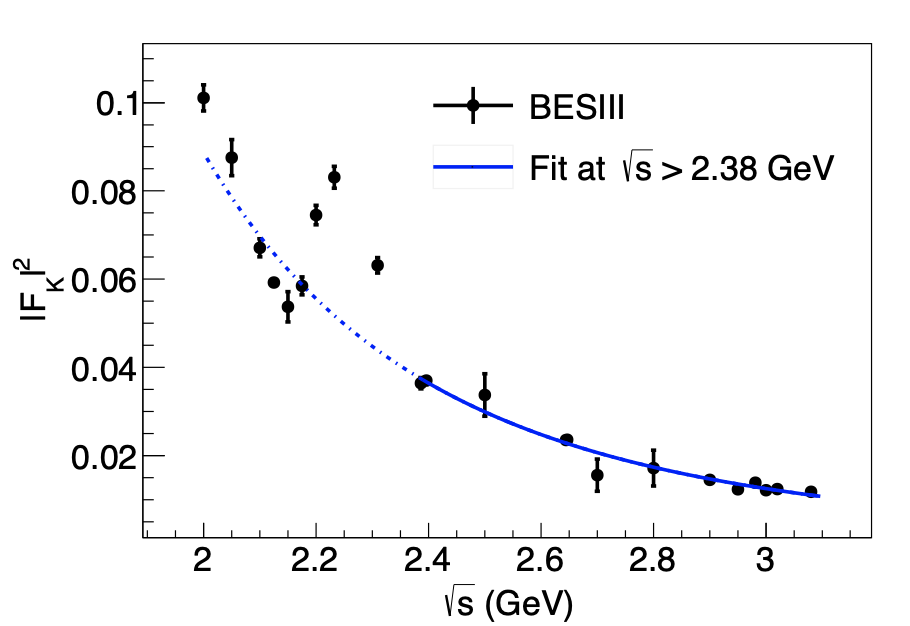 BESIII
Fit at √s > 2.38 GeV
|F_K|²
0.1
0.08
0.06
0.04
0.02
2 2.2 2.4 2.6 2.8 3
√s (GeV)